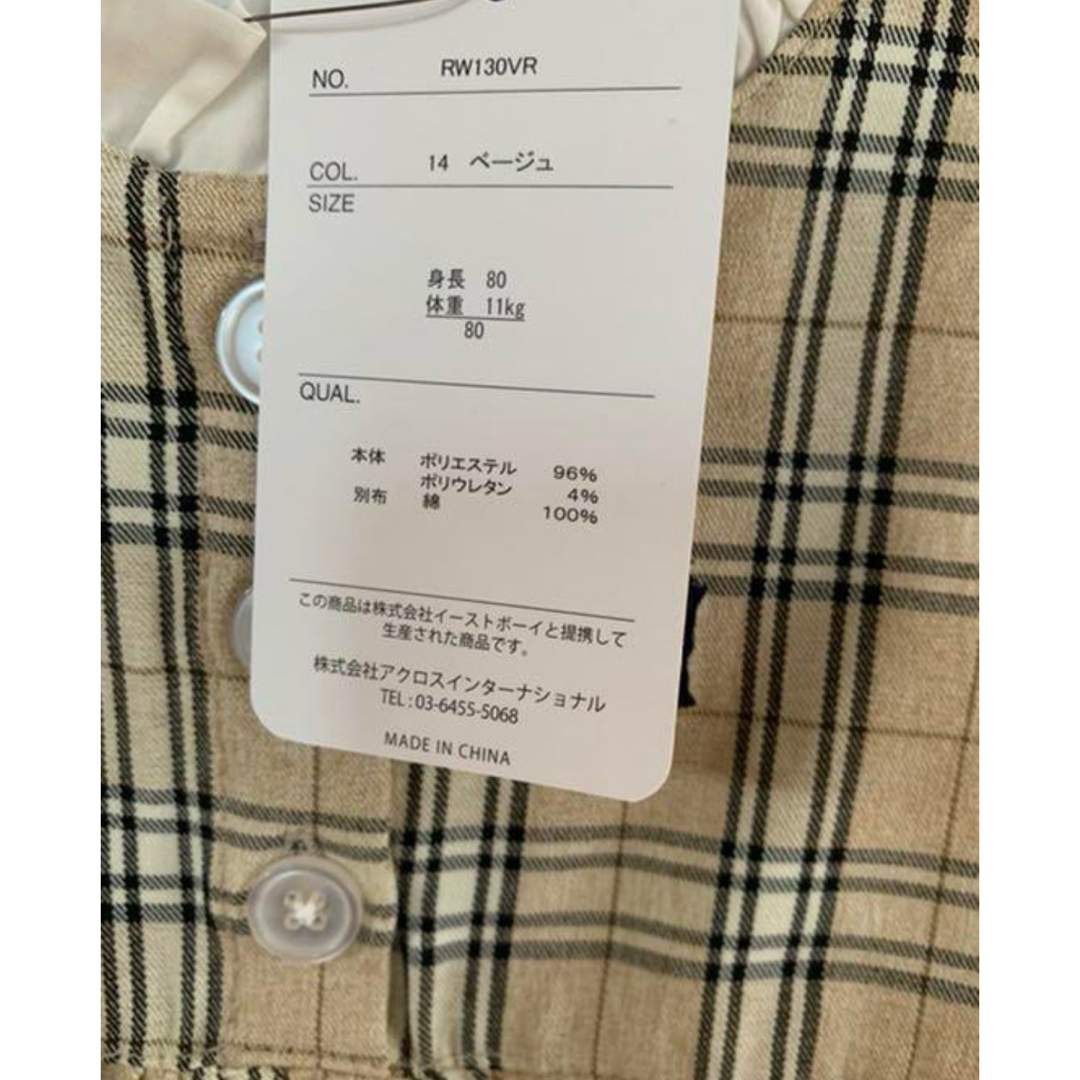 NO. RW130VR
COL. 14 ベージュ
SIZE
身長 80
体重 11kg
80
QUAL.
本体 ポリエステル 96%
ポリウレタン 4%
別布 綿 100%
この商品は株式会社イーストボーイと提携して
生産された商品です。
株式会社アクロスインターナショナル
TEL : 03-6455-5068
MADE IN CHINA